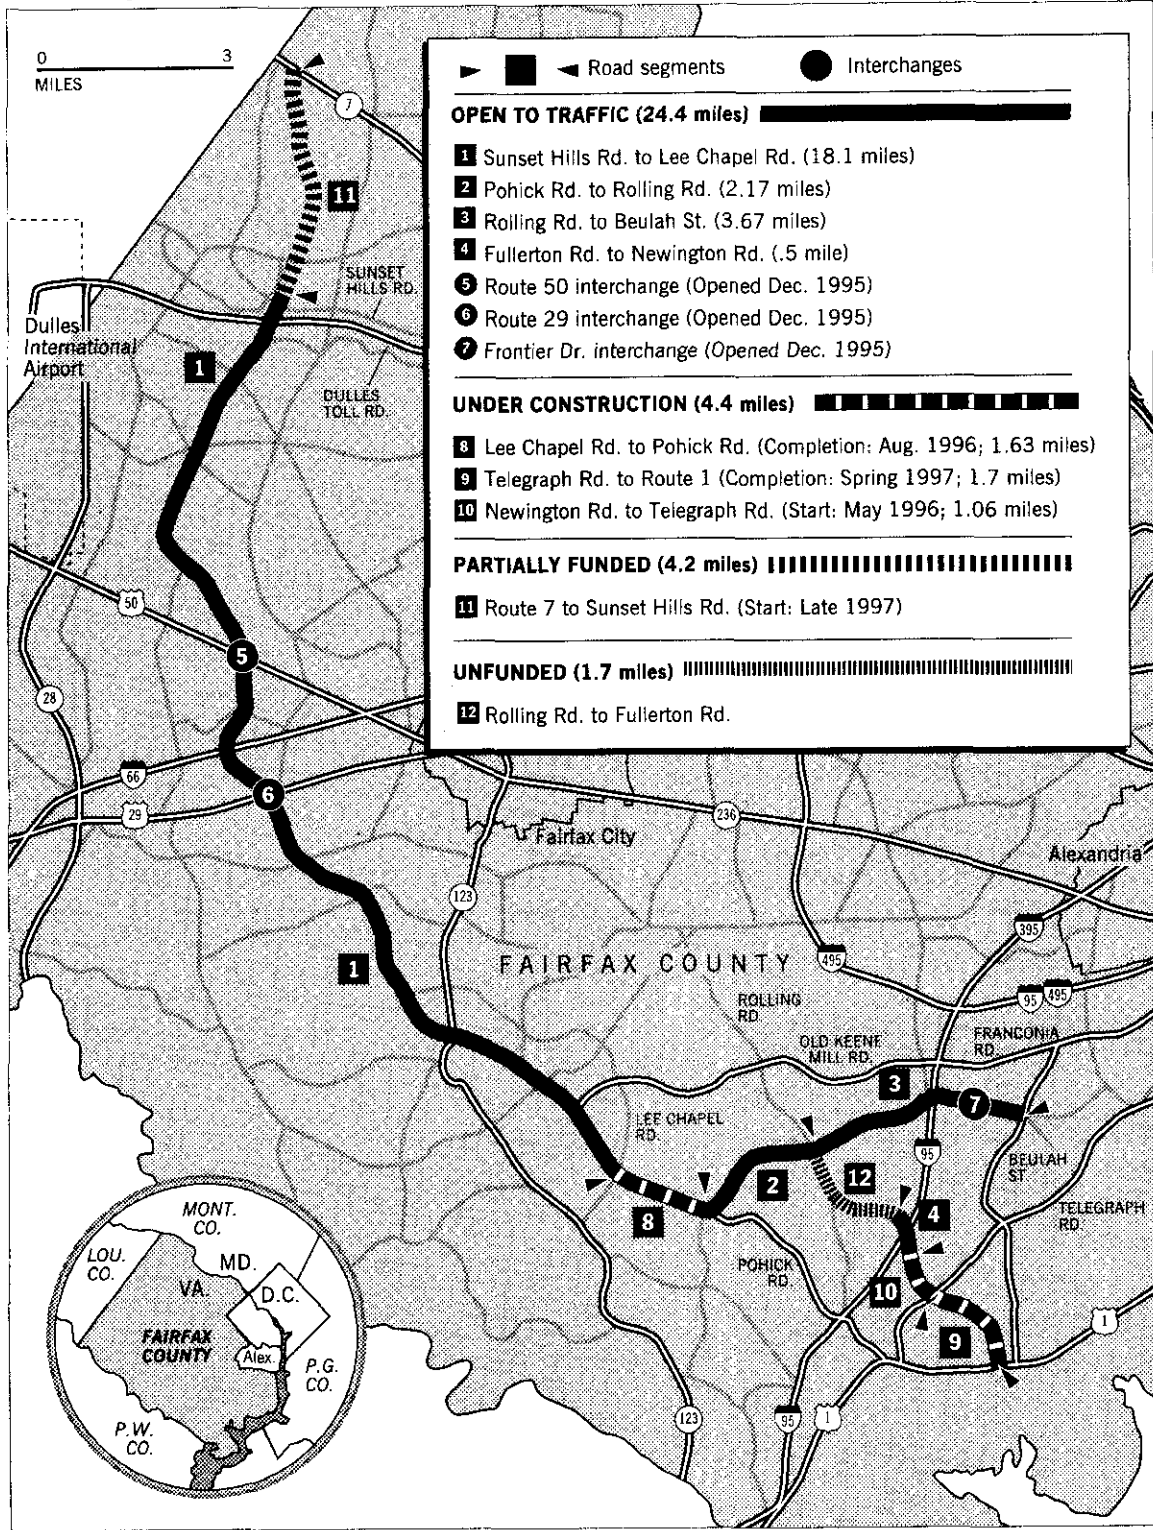 0 3
MILES
Road segments
Interchanges
OPEN TO TRAFFIC (24.4 miles)
1 Sunset Hills Rd. to Lee Chapel Rd. (18.1 miles)
2 Pohick Rd. to Rolling Rd. (2.17 miles)
3 Rolling Rd. to Beulah St. (3.67 miles)
4 Fullerton Rd. to Newington Rd. (.5 mile)
5 Route 50 interchange (Opened Dec. 1995)
6 Route 29 interchange (Opened Dec. 1995)
7 Frontier Dr. interchange (Opened Dec. 1995)
UNDER CONSTRUCTION (4.4 miles)
8 Lee Chapel Rd. to Pohick Rd. (Completion: Aug. 1996; 1.63 miles)
9 Telegraph Rd. to Route 1 (Completion: Spring 1997; 1.7 miles)
10 Newington Rd. to Telegraph Rd. (Start: May 1996; 1.06 miles)
PARTIALLY FUNDED (4.2 miles)
11 Route 7 to Sunset Hills Rd. (Start: Late 1997)
UNFUNDED (1.7 miles)
12 Rolling Rd. to Fullerton Rd.
7
11
SUNSET
HILLS RD.
Dulles
International
Airport
1
DULLES
TOLL RD.
50
5
28
66
6
29
236
Fairfax City
Alexandria
123
395
1
FAIRFAX COUNTY
495
95
495
ROLLING
RD.
OLD KEENE
MILL RD.
FRANCONIA
RD.
3
7
LEE CHAPEL
RD.
95
BEULAH
ST.
2
12
8
4
TELEGRAPH
RD.
POHICK
RD.
10
9
1
123
95
1
MONT.
CO.
LOU.
CO.
MD.
VA.
D.C.
FAIRFAX
COUNTY
Alex.
P.G.
CO.
P.W.
CO.